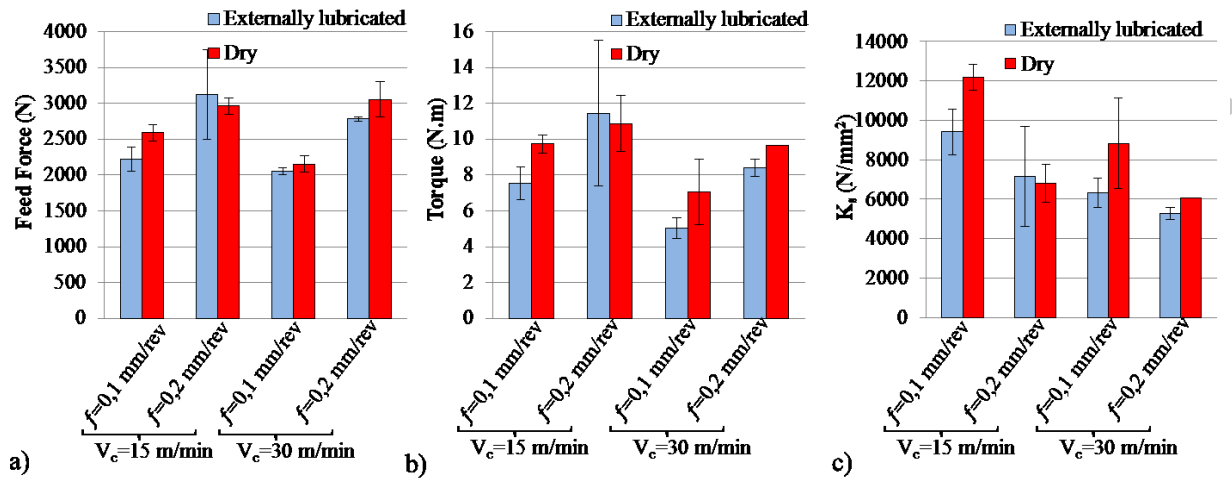 Externally lubricated
Dry
4000
3500
3000
2500
2000
1500
1000
500
0
Feed Force (N)
f=0,1 mm/rev
f=0,2 mm/rev
f=0,1 mm/rev
f=0,2 mm/rev
Vc=15 m/min
Vc=30 m/min
a)
Externally lubricated
Dry
16
14
12
10
8
6
4
2
0
Torque (N.m)
f=0,1 mm/rev
f=0,2 mm/rev
f=0,1 mm/rev
f=0,2 mm/rev
Vc=15 m/min
Vc=30 m/min
b)
Externally lubricated
Dry
14000
12000
10000
8000
6000
4000
2000
0
Ks (N/mm²)
f=0,1 mm/rev
f=0,2 mm/rev
f=0,1 mm/rev
f=0,2 mm/rev
Vc=15 m/min
Vc=30 m/min
c)